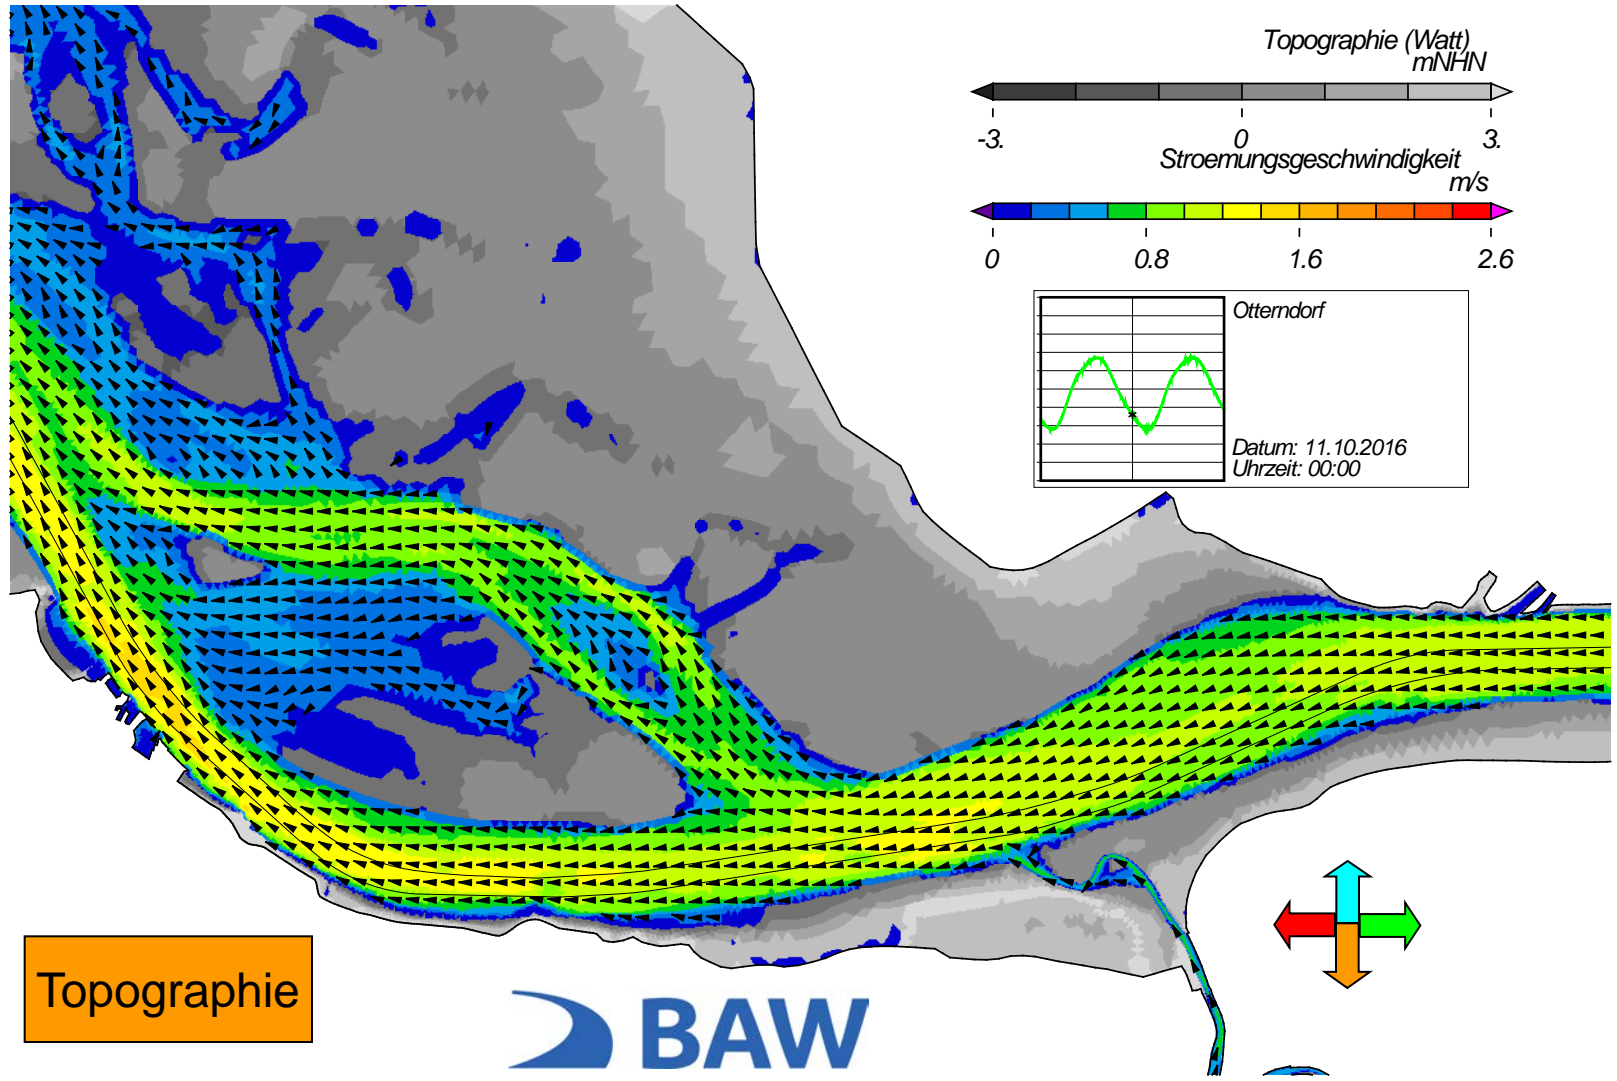 Topographie (Watt)
mNHN
-3. 0 3.
Stroemungsgeschwindigkeit
m/s
0 0.8 1.6 2.6
Otterndorf
Datum: 11.10.2016
Uhrzeit: 00:00
Topographie
BAW